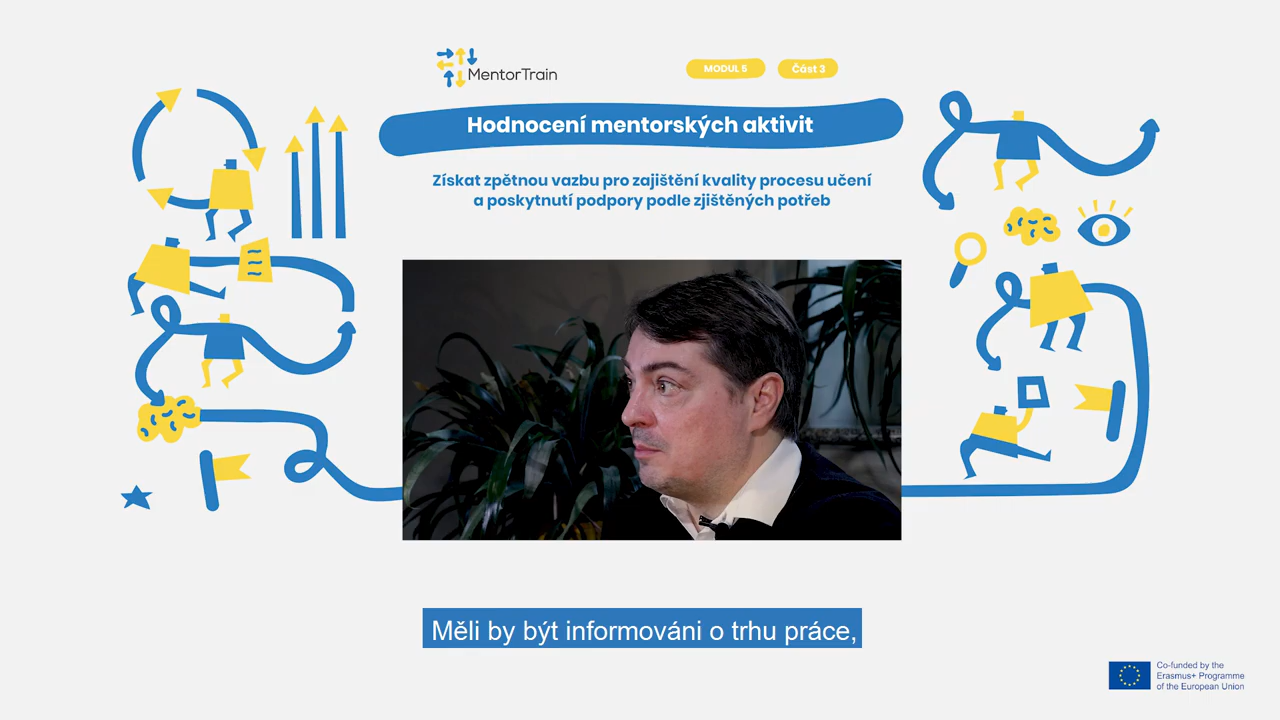 MentorTrain
MODUL 5
Část 3
Hodnocení mentorských aktivit
Získat zpětnou vazbu pro zajištění kvality procesu učení
a poskytnutí podpory podle zjištěných potřeb
Měli by být informováni o trhu práce,
Co-funded by the
Erasmus+ Programme
of the European Union